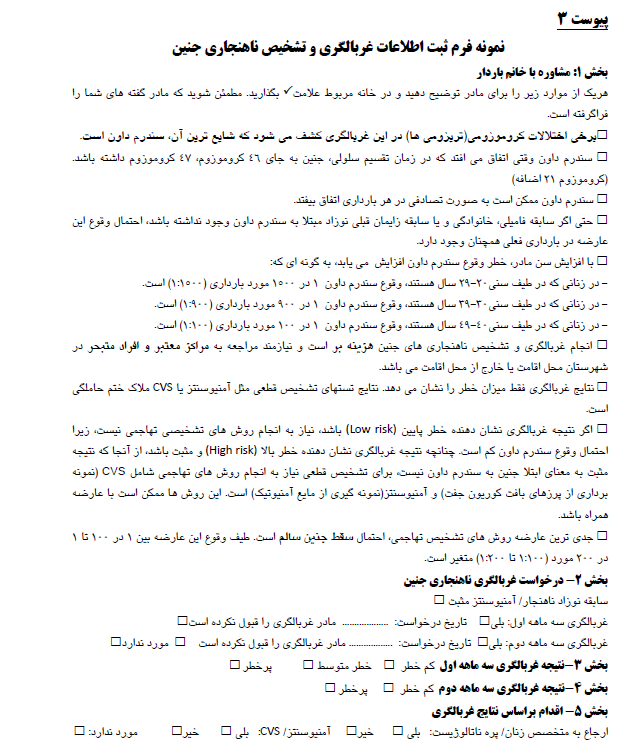 پیوست ۳
نمونه فرم ثبت اطلاعات غربالگری و تشخیص ناهنجاری جنین
بخش ۱: مشاوره با خانم باردار
هریک از موارد زیر را برای مادر توضیح دهید و در خانه مربوط علامت✓ بگذارید. مطمئن شوید که مادر گفته های شما را
فراگرفته است.
☐برخی اختلالات کروموزومی(تریزومی ها) در این غربالگری کشف می شود که شایع ترین آن، سندرم داون است.
☐ سندرم داون وقتی اتفاق می افتد که در زمان تقسیم سلولی، جنین به جای ٤٦ کروموزوم، ٤٧ کروموزوم داشته باشد.
(کروموزوم ۲۱ اضافه)
☐ سندرم داون ممکن است به صورت تصادفی در هر بارداری اتفاق بیفتد.
☐ حتی اگر سابقه فامیلی، خانوادگی و یا سابقه زایمان قبلی نوزاد مبتلا به سندرم داون وجود نداشته باشد، احتمال وقوع این
عارضه در بارداری فعلی همچنان وجود دارد.
☐ با افزایش سن مادر، خطر وقوع سندرم داون افزایش می یابد، به گونه ای که:
– در زنانی که در طیف سنی ۲۰-۲۹ سال هستند، وقوع سندرم داون ۱ در ۱۵۰۰ مورد بارداری (۱:۱۵۰۰) است.
– در زنانی که در طیف سنی ۳۰-۳۹ سال هستند، وقوع سندرم داون ۱ در ۹۰۰ مورد بارداری (۱:۹۰۰) است.
– در زنانی که در طیف سنی ٤۰-٤۹ سال هستند، وقوع سندرم داون ۱ در ۱۰۰ مورد بارداری (۱:۱۰۰) است.
☐ انجام غربالگری و تشخیص ناهنجاری های جنین هزینه بر است و نیازمند مراجعه به مراکز معتبر و افراد متبحر در
شهرستان محل اقامت یا خارج از محل اقامت می باشد.
☐ نتایج غربالگری فقط میزان خطر را نشان می دهد. نتایج تستهای تشخیص قطعی مثل آمنیوسنتز یا CVS ملاک ختم حاملگی
است.
☐ اگر نتیجه غربالگری نشان دهنده خطر پایین (Low risk) باشد، نیاز به انجام روش های تشخیصی تهاجمی نیست، زیرا
احتمال وقوع سندرم داون کم است. چنانچه نتیجه غربالگری نشان دهنده خطر بالا (High risk) و مثبت باشد، از آنجا که نتیجه
مثبت به معنای ابتلا جنین به سندرم داون نیست، برای تشخیص قطعی نیاز به انجام روش های تهاجمی شامل CVS (نمونه
برداری از پرزهای بافت کوریون جفت) و آمنیوسنتز(نمونه گیری از مایع آمنیوتیک) است. این روش ها ممکن است با عارضه
همراه باشد.
☐ جدی ترین عارضه روش های تشخیص تهاجمی، احتمال سقط جنین سالم است. طیف وقوع این عارضه بین ۱ در ۱۰۰ تا ۱
در ۲۰۰ مورد (۱:۱۰۰ تا ۱:۲۰۰) متغیر است.
بخش ۲- درخواست غربالگری ناهنجاری جنین
سابقه نوزاد ناهنجار/ آمنیوسنتز مثبت ☐
غربالگری سه ماهه اول: بلی☐ تاریخ درخواست: ................... مادر غربالگری را قبول نکرده است☐
غربالگری سه ماهه دوم: بلی☐ تاریخ درخواست: .................. مادر غربالگری را قبول نکرده است ☐ مورد ندارد☐
بخش ۳-نتیجه غربالگری سه ماهه اول کم خطر ☐ خطر متوسط ☐ پرخطر ☐
بخش ۴-نتیجه غربالگری سه ماهه دوم کم خطر ☐ پرخطر ☐
بخش ۵- اقدام براساس نتایج غربالگری
ارجاع به متخصص زنان/ پره ناتالوژیست: بلی ☐ خیر☐ آمنیوسنتز/ CVS: بلی ☐ خیر☐ مورد ندارد: ☐